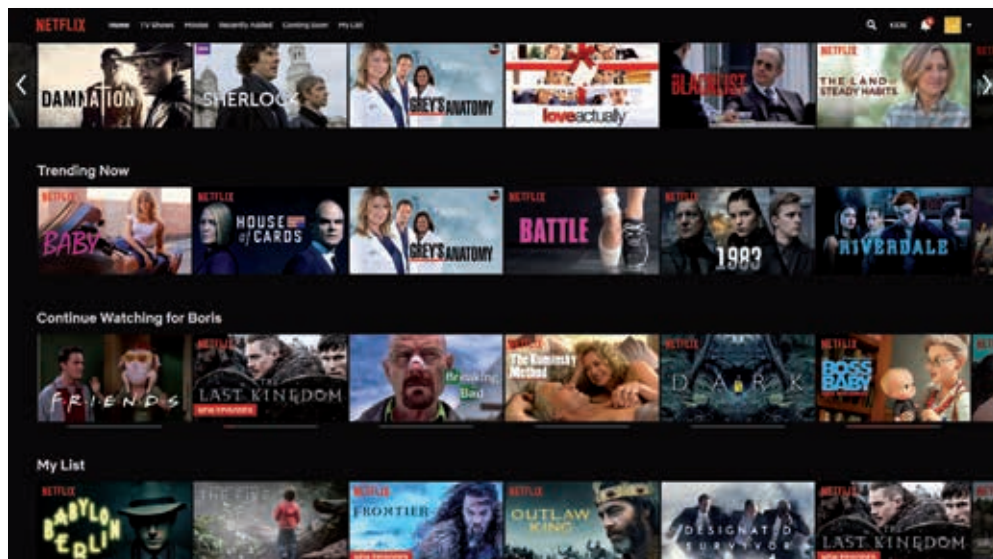 NETFLIX Home TV Shows Movies Recently Added Coming Soon My List KIDS
DAMNATION
SHERLOCK
GREY'S ANATOMY
love actually
BLACKLIST
NETFLIX
THE LAND of
STEADY HABITS
Trending Now
NETFLIX
BABY
NETFLIX
HOUSE
of CARDS
GREY'S ANATOMY
NETFLIX
BATTLE
NETFLIX
1983
RIVERDALE
Continue Watching for Boris
FRIENDS
NETFLIX
THE
LAST KINGDOM
NEW EPISODES
Breaking
Bad
NETFLIX
The Kominsky
Method
NETFLIX
DARK
NETFLIX
BOSS
BABY
My List
NETFLIX
BABYLON
BERLIN
NETFLIX
FRONTIER
NEW EPISODES
NETFLIX
OUTLAW
KING
DESIGNATED
SURVIVOR
NETFLIX
THE
LAST KINGDOM
NEW EPISODES